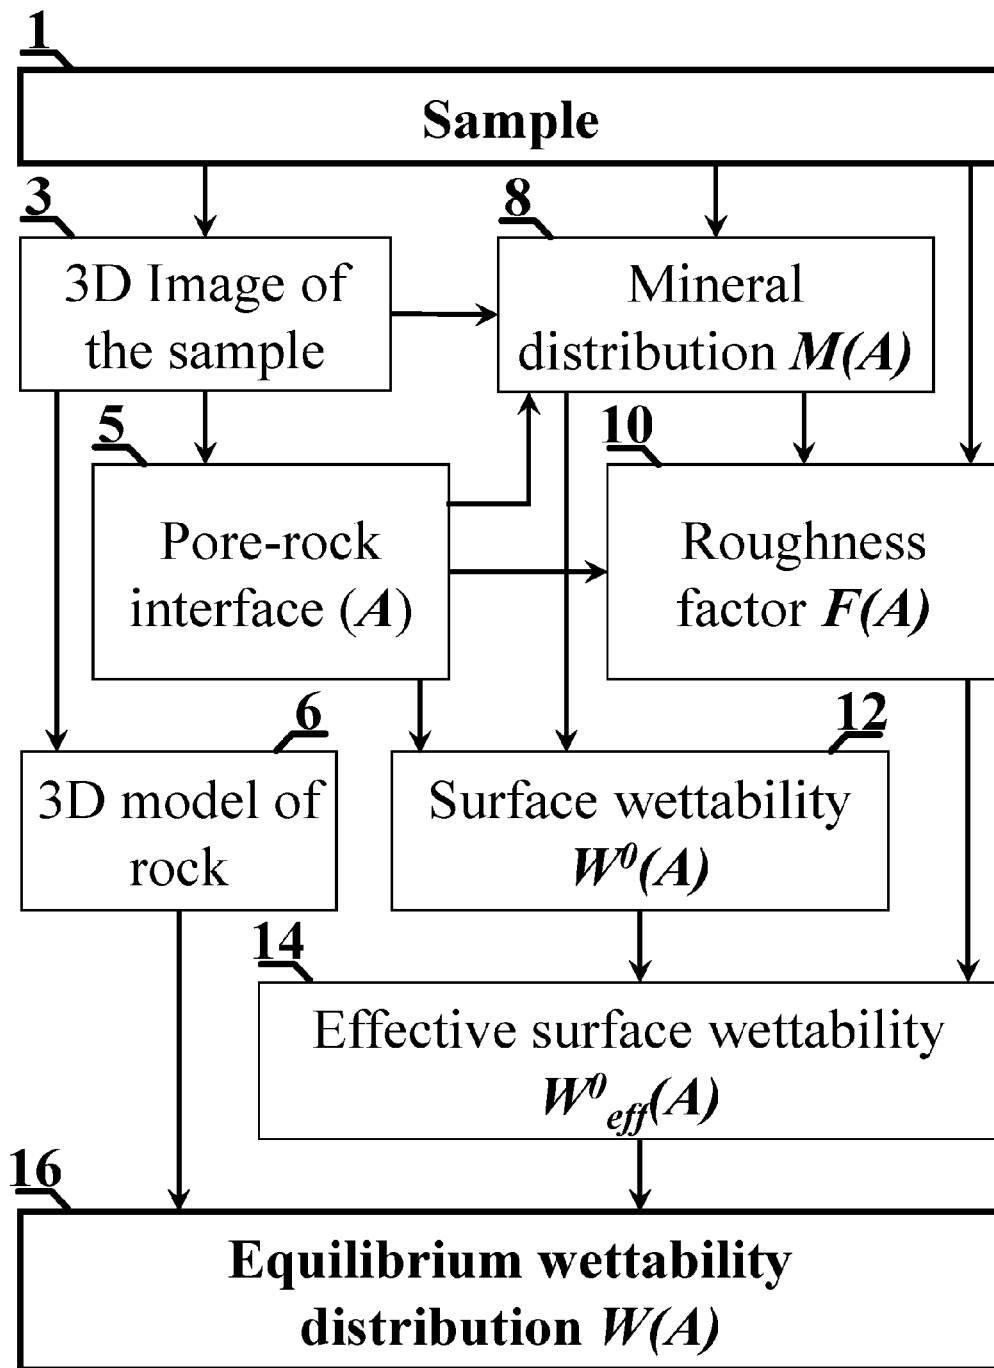 1
Sample
3
3D Image of
the sample
8
Mineral
distribution M(A)
5
Pore-rock
interface (A)
10
Roughness
factor F(A)
6
3D model of
rock
12
Surface wettability
W⁰(A)
14
Effective surface wettability
W⁰eff(A)
16
Equilibrium wettability
distribution W(A)